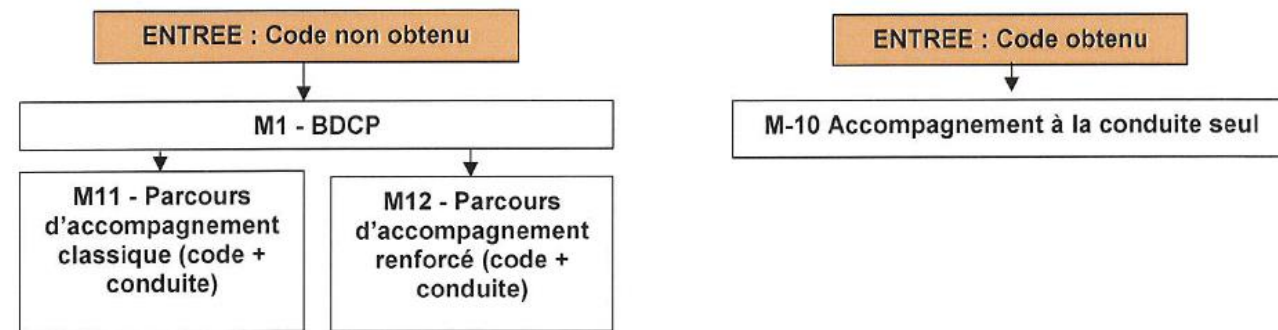 ENTREE : Code non obtenu
M1 - BDCP
M11 - Parcours
d'accompagnement
classique (code +
conduite)
M12 - Parcours
d'accompagnement
renforcé (code +
conduite)
ENTREE : Code obtenu
M-10 Accompagnement à la conduite seul